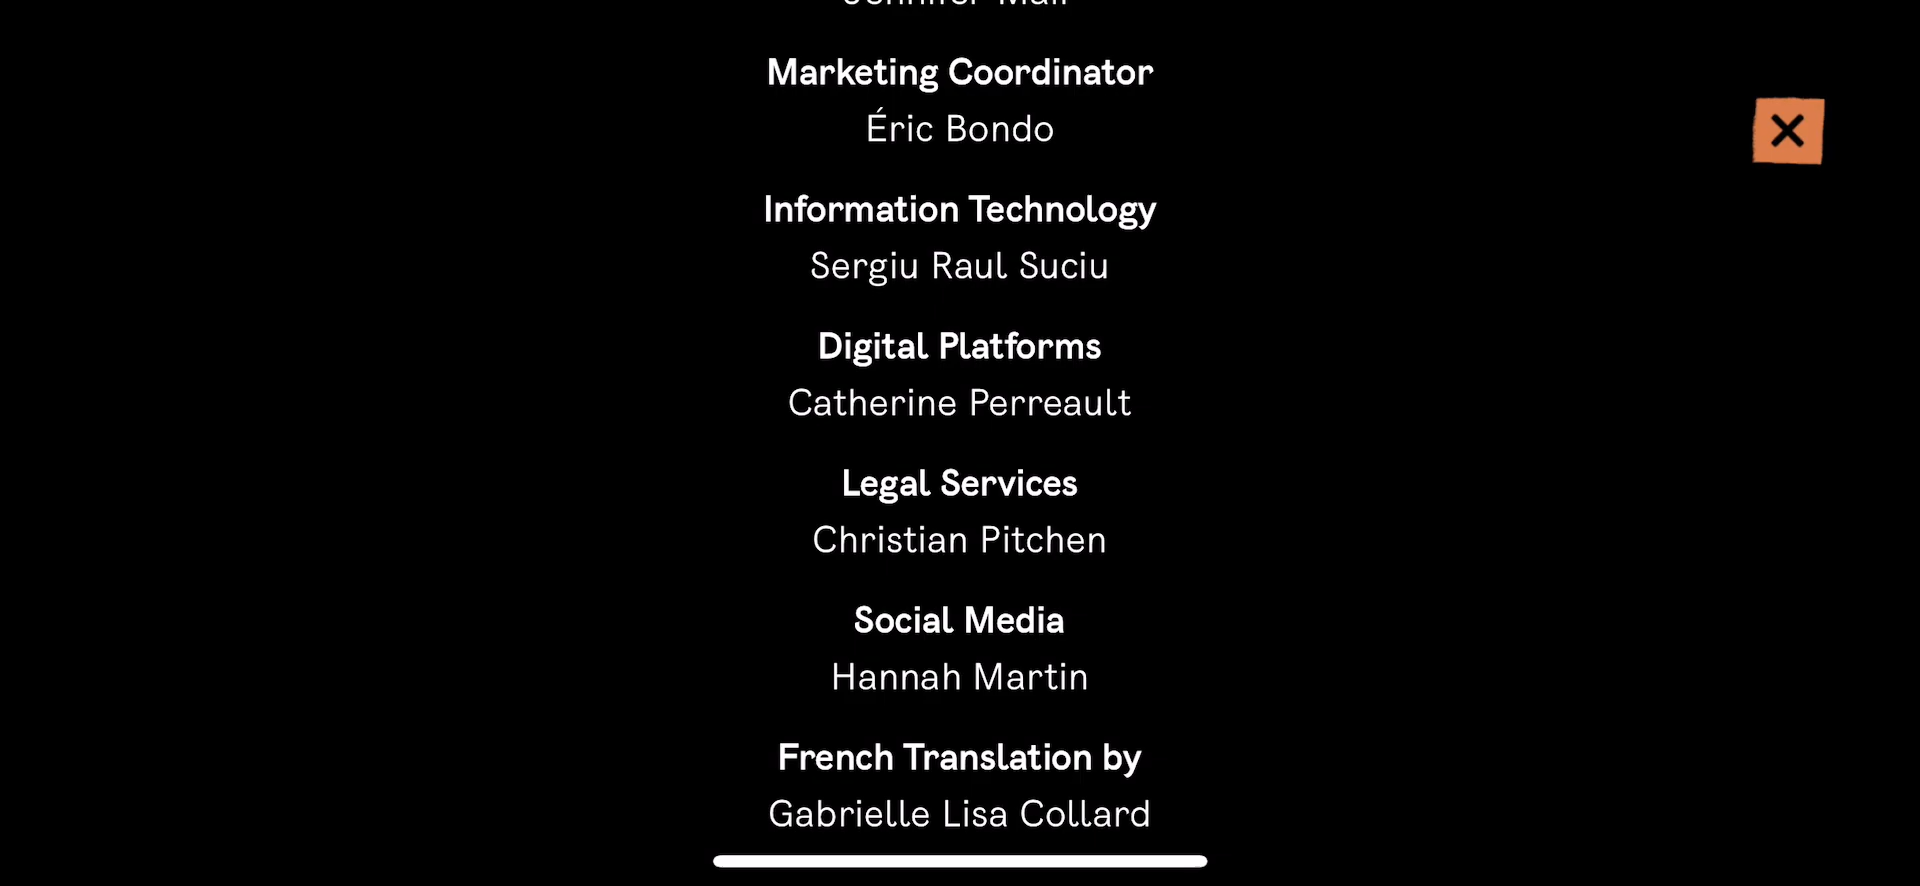 Marketing Coordinator
Éric Bondo
Information Technology
Sergiu Raul Suciu
Digital Platforms
Catherine Perreault
Legal Services
Christian Pitchen
Social Media
Hannah Martin
French Translation by
Gabrielle Lisa Collard